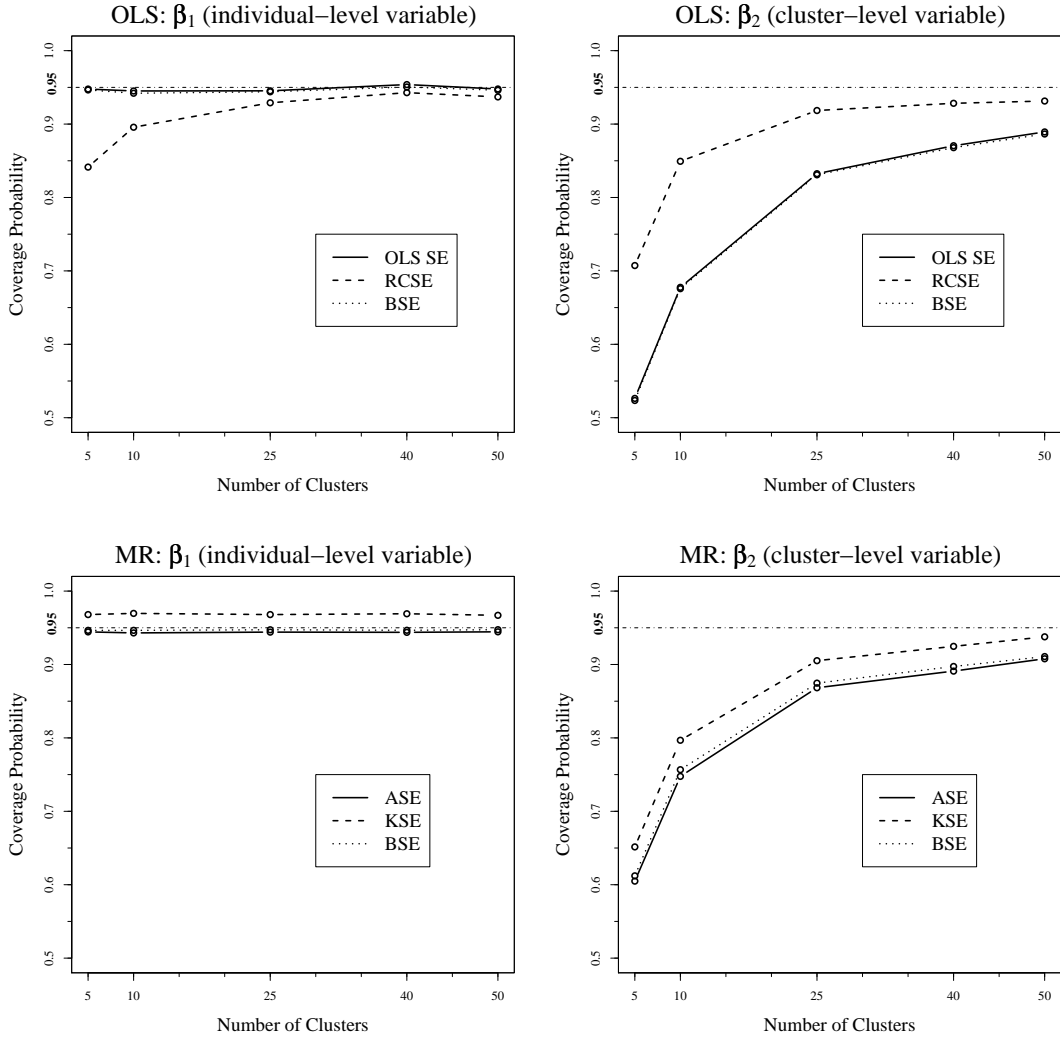 OLS: β1 (individual−level variable)
Coverage Probability
1.0
0.95
0.9
0.8
0.7
0.6
0.5
OLS SE
RCSE
BSE
5 10 25 40 50
Number of Clusters
OLS: β2 (cluster−level variable)
Coverage Probability
1.0
0.95
0.9
0.8
0.7
0.6
0.5
OLS SE
RCSE
BSE
5 10 25 40 50
Number of Clusters
MR: β1 (individual−level variable)
Coverage Probability
1.0
0.95
0.9
0.8
0.7
0.6
0.5
ASE
KSE
BSE
5 10 25 40 50
Number of Clusters
MR: β2 (cluster−level variable)
Coverage Probability
1.0
0.95
0.9
0.8
0.7
0.6
0.5
ASE
KSE
BSE
5 10 25 40 50
Number of Clusters